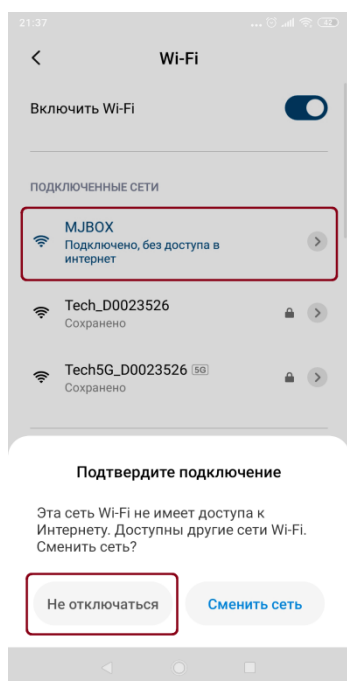 21:37
Wi-Fi
Включить Wi-Fi
ПОДКЛЮЧЕННЫЕ СЕТИ
MJBOX
Подключено, без доступа в
интернет
Tech_D0023526
Сохранено
Tech5G_D0023526 5G
Сохранено
Подтвердите подключение
Эта сеть Wi-Fi не имеет доступа к
Интернету. Доступны другие сети Wi-Fi.
Сменить сеть?
Не отключаться
Сменить сеть